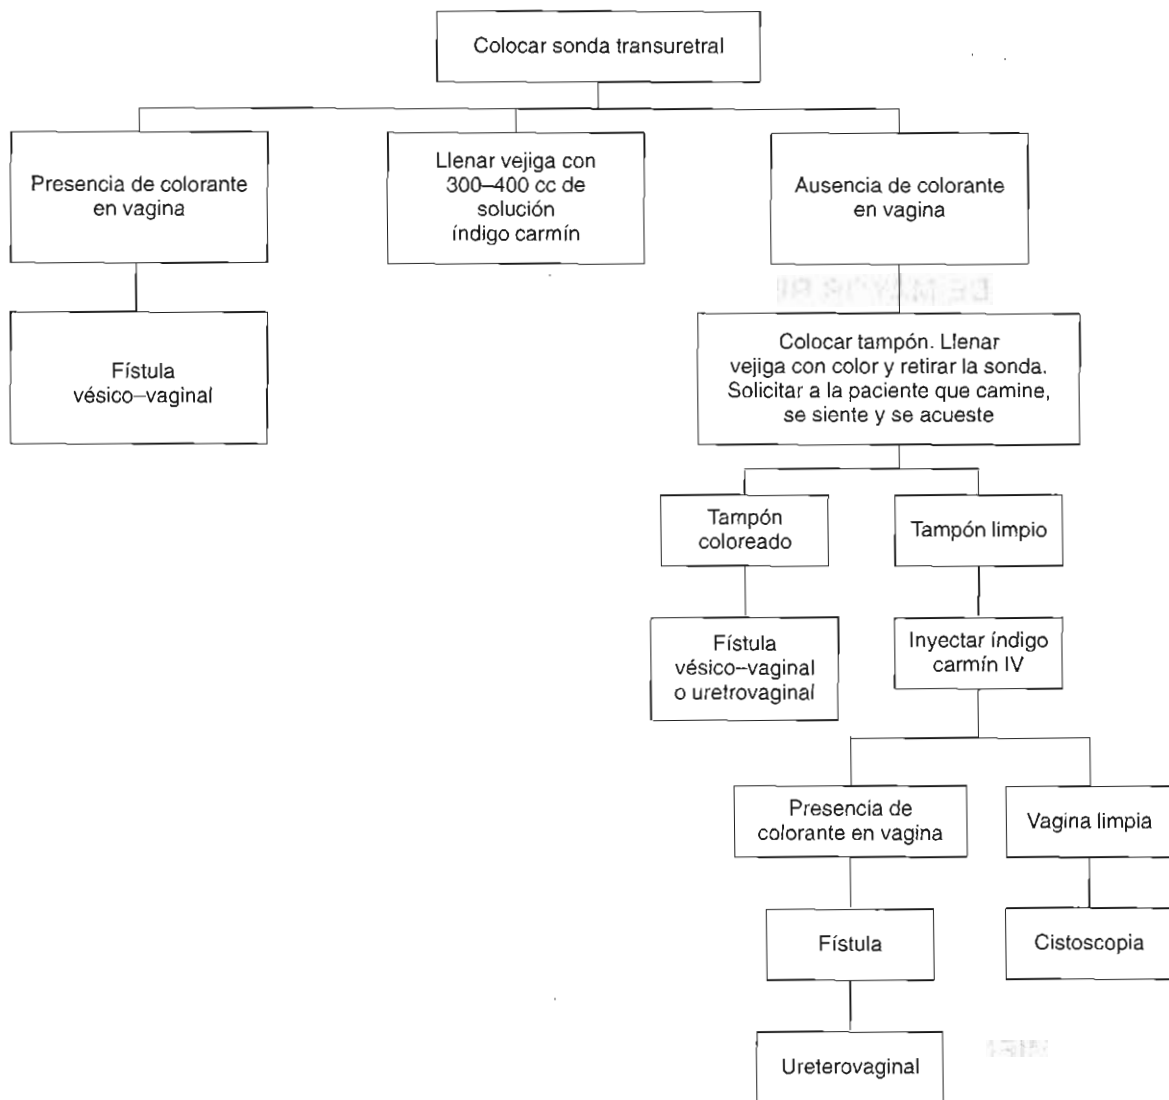 Colocar sonda transuretral
Presencia de colorante
en vagina
Llenar vejiga con
300–400 cc de
solución
índigo carmín
Ausencia de colorante
en vagina
Fístula
vésico–vaginal
Colocar tampón. Llenar
vejiga con color y retirar la sonda.
Solicitar a la paciente que camine,
se siente y se acueste
Tampón
coloreado
Tampón limpio
Fístula
vésico–vaginal
o uretrovaginal
Inyectar índigo
carmín IV
Presencia de
colorante en vagina
Vagina limpia
Fístula
Cistoscopia
Ureterovaginal